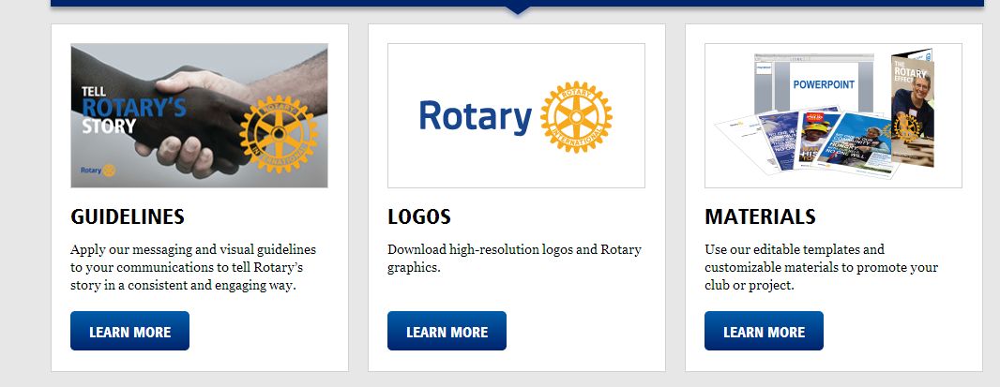 TELL
ROTARY'S
STORY
ROTARY
INTERNATIONAL
Rotary
GUIDELINES
Apply our messaging and visual guidelines
to your communications to tell Rotary's
story in a consistent and engaging way.
LEARN MORE
Rotary
ROTARY
INTERNATIONAL
LOGOS
Download high-resolution logos and Rotary
graphics.
LEARN MORE
POWERPOINT
THE
ROTARY
EFFECT
MATERIALS
Use our editable templates and
customizable materials to promote your
club or project.
LEARN MORE